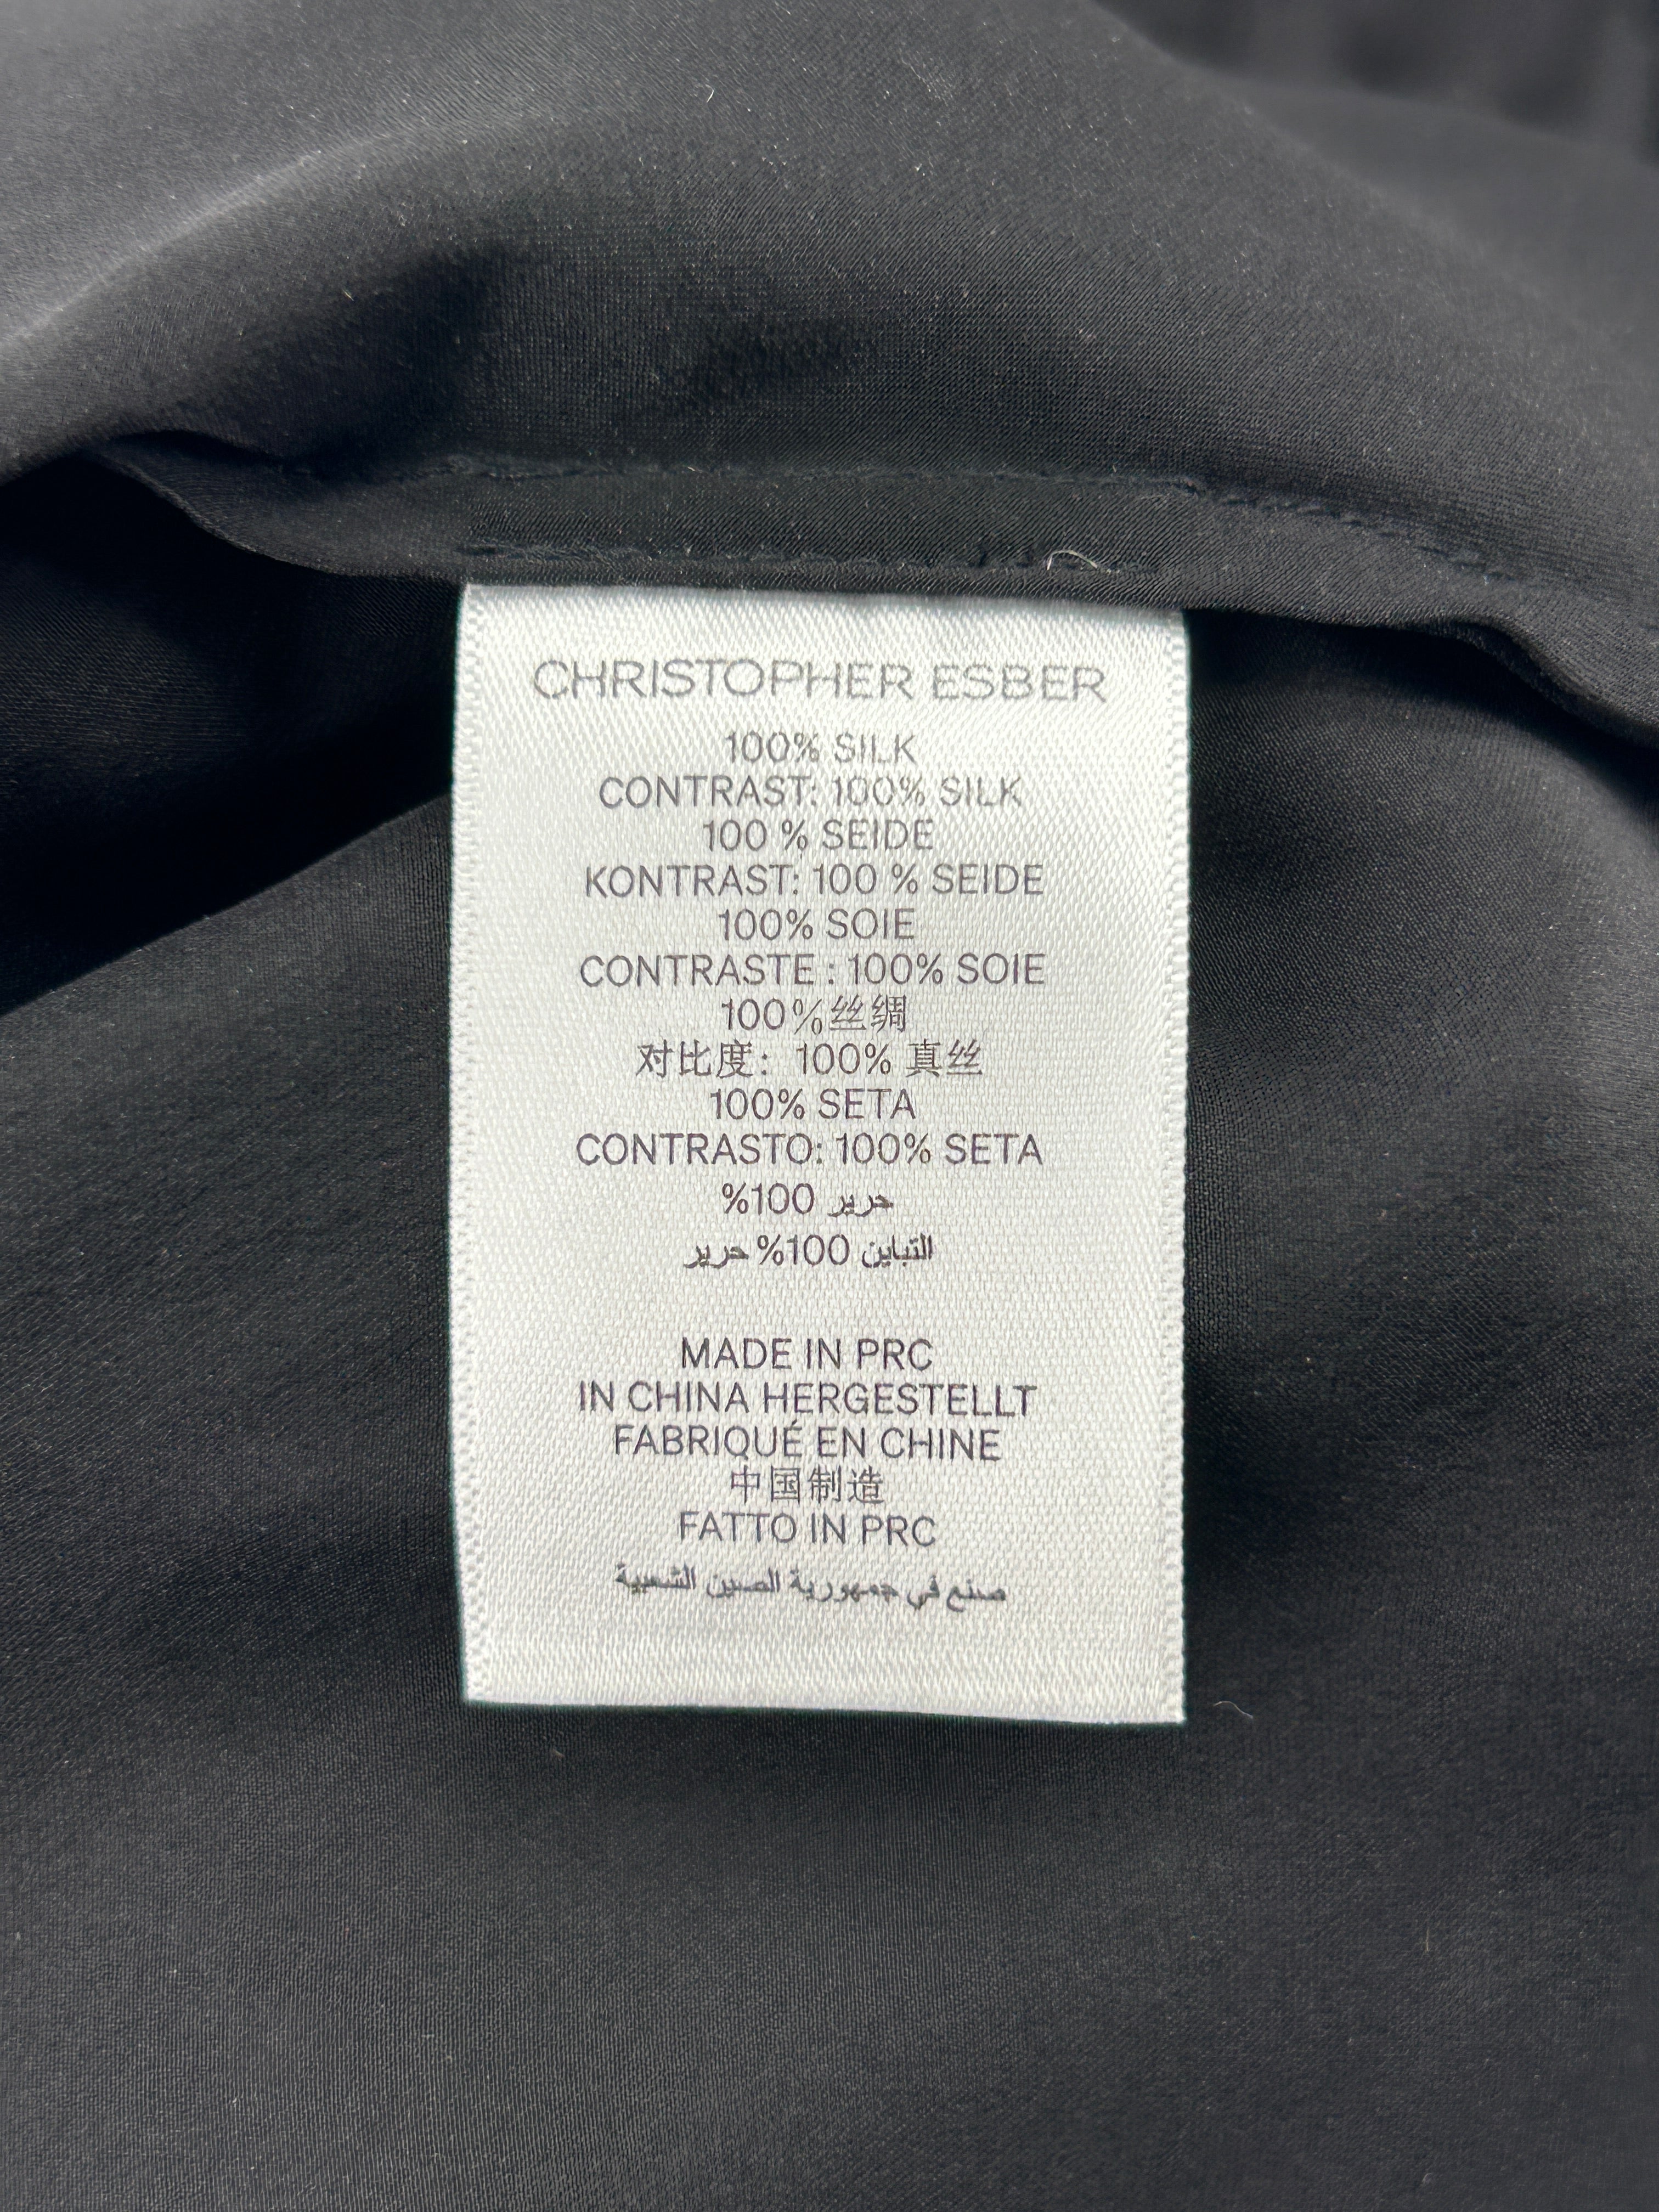 CHRISTOPHER ESBER
100% SILK
CONTRAST: 100% SILK
100 % SEIDE
KONTRAST: 100 % SEIDE
100% SOIE
CONTRASTE : 100% SOIE
100%丝绸
对比度： 100% 真丝
100% SETA
CONTRASTO: 100% SETA
حرير 100%
التباين 100% حرير
MADE IN PRC
IN CHINA HERGESTELLT
FABRIQUÉ EN CHINE
中国制造
FATTO IN PRC
صنع في جمهورية الصين الشعبية